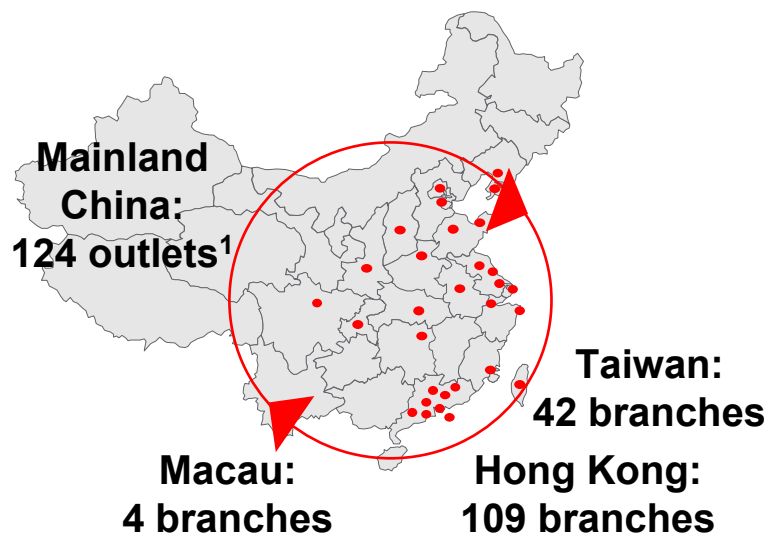 Mainland
China:
124 outlets¹
Taiwan:
42 branches
Macau:
4 branches
Hong Kong:
109 branches